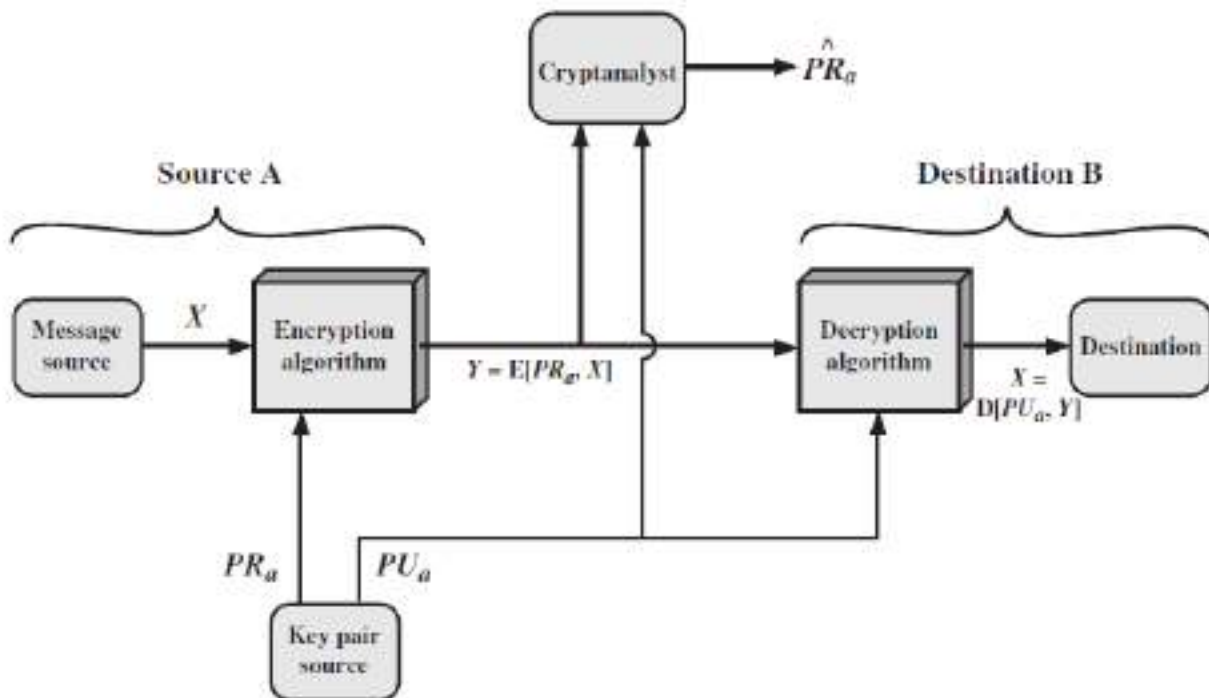 Cryptanalyst
P̂R_a
Source A
Destination B
Message
source
X
Encryption
algorithm
Y = E[PR_a, X]
Decryption
algorithm
X =
D[PU_a, Y]
Destination
PR_a
PU_a
Key pair
source